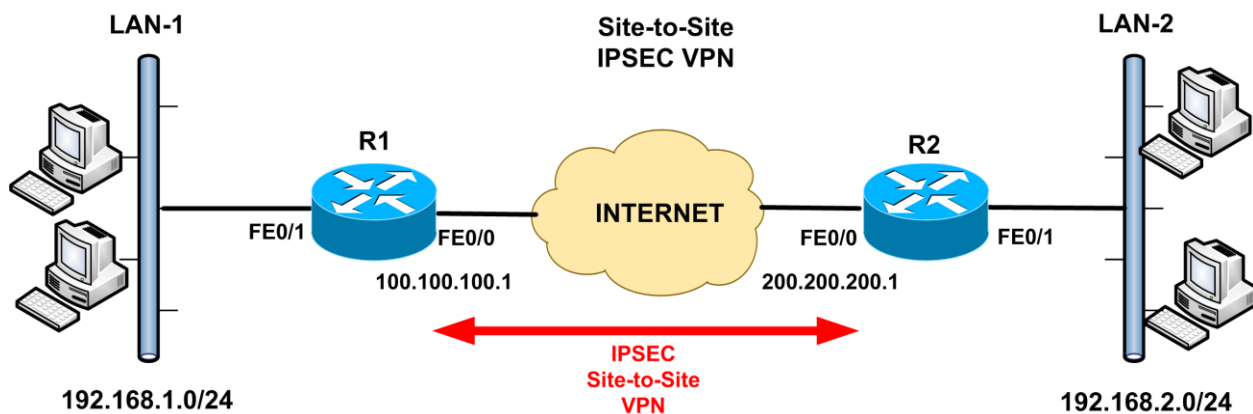 LAN-1
Site-to-Site
IPSEC VPN
LAN-2
R1
R2
INTERNET
FE0/1
FE0/0
FE0/0
FE0/1
100.100.100.1
200.200.200.1
IPSEC
Site-to-Site
VPN
192.168.1.0/24
192.168.2.0/24